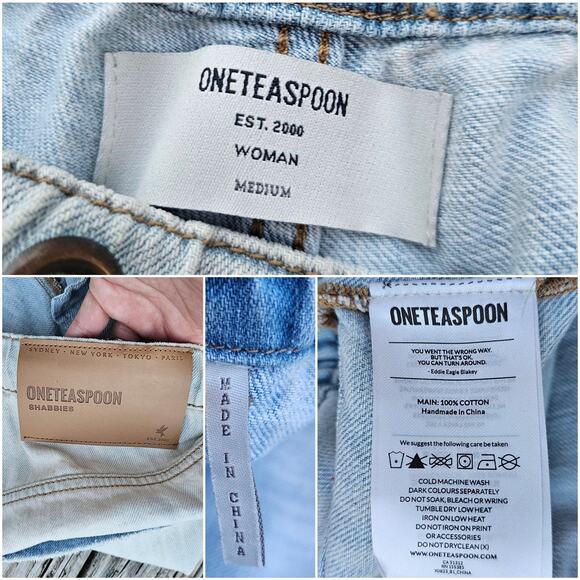 ONETEASPOON
EST. 2000
WOMAN
MEDIUM
SYDNEY • NEW YORK • TOKYO • PARIS
ONETEASPOON
SHABBIES
EST. 2000
MADE IN CHINA
ONETEASPOON
YOU WENT THE WRONG WAY.
BUT THAT'S OK.
YOU CAN TURN AROUND.
- Eddie Eagle Blakey
MAIN: 100% COTTON
Handmade in China
We suggest the following care be taken
COLD MACHINE WASH
DARK COLOURS SEPARATELY
DO NOT SOAK, BLEACH OR WRING
TUMBLE DRY LOW HEAT
IRON ON LOW HEAT
DO NOT IRON ON PRINT
OR ACCESSORIES
DO NOT DRYCLEAN (X)
WWW.ONETEASPOON.COM